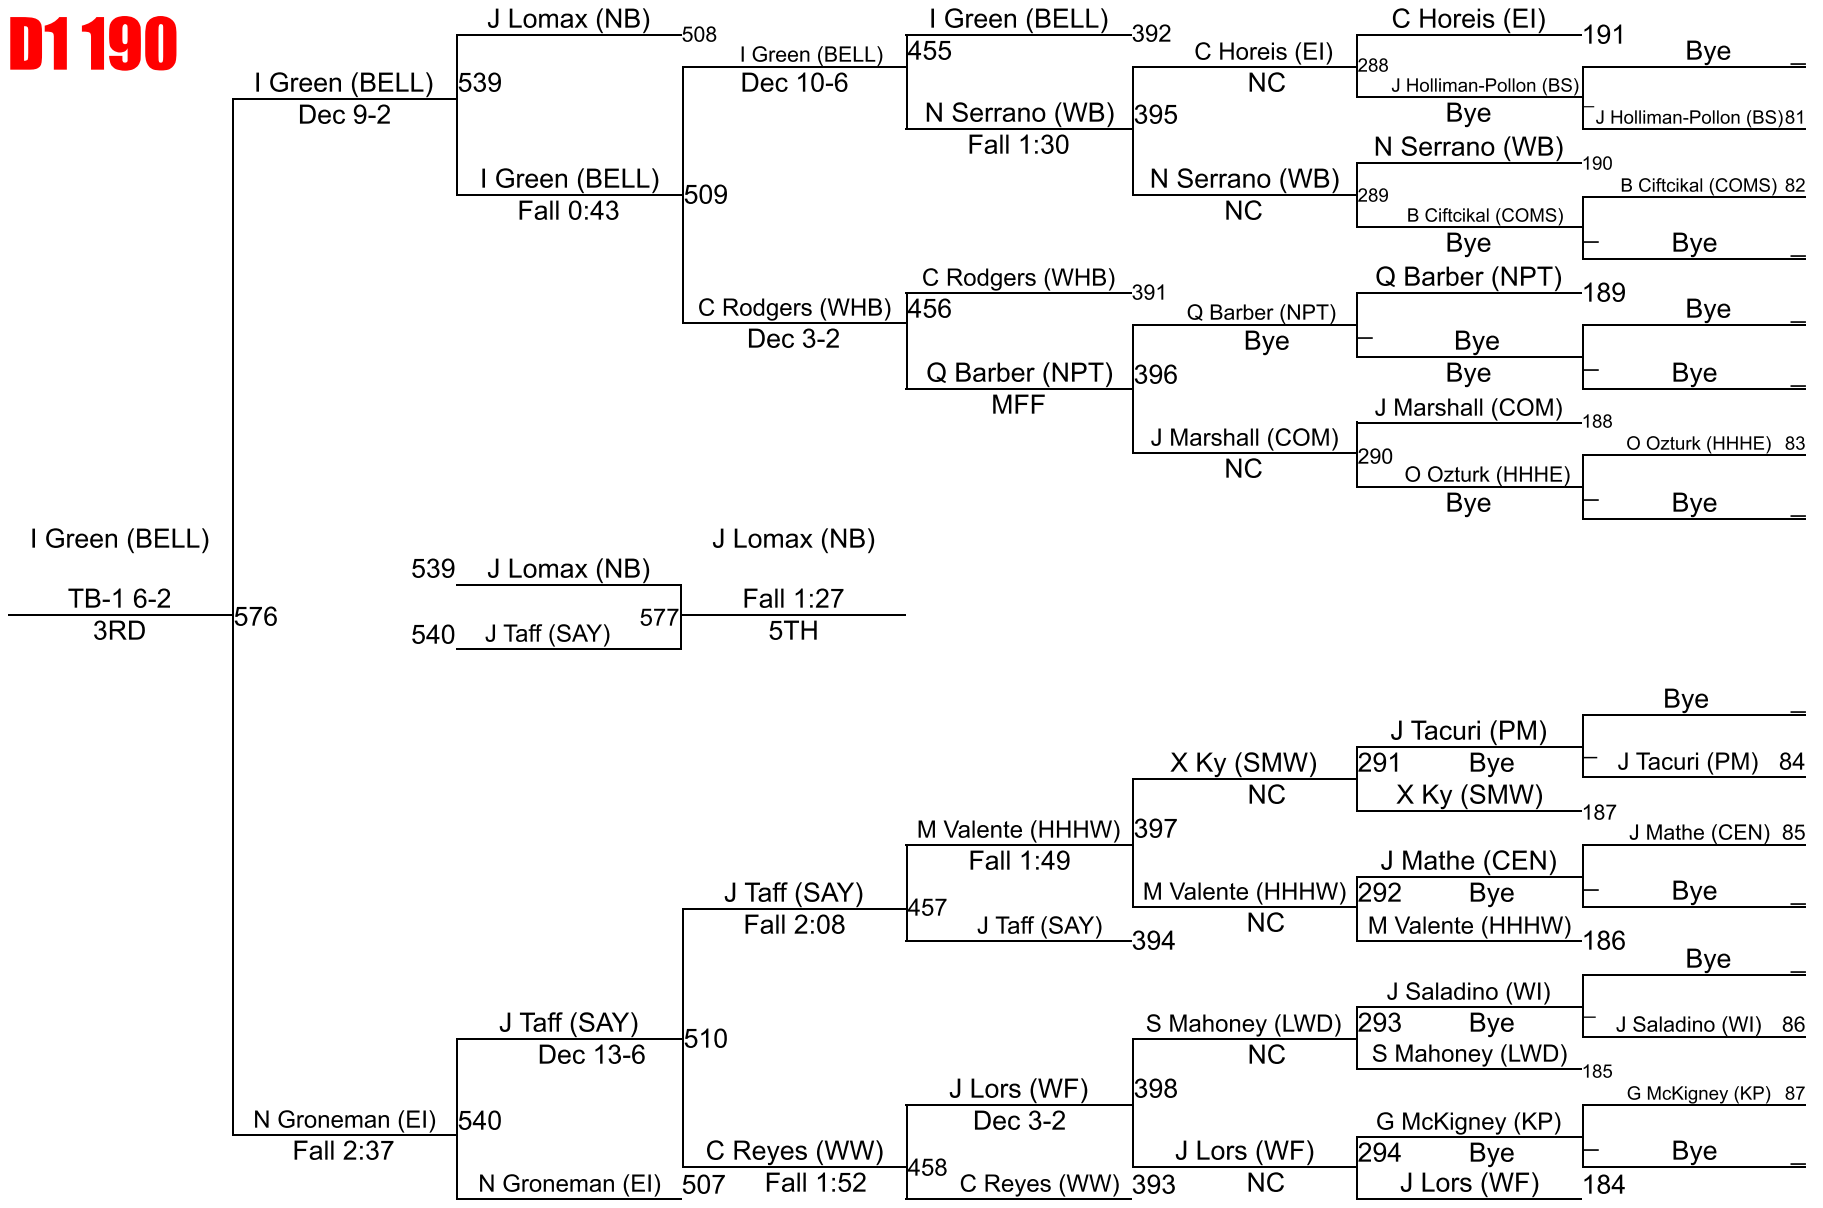 D1 190
J Lomax (NB)
508
I Green (BELL)
392
C Horeis (EI)
191
Bye
_
I Green (BELL)
455
Dec 10-6
C Horeis (EI)
288
NC
J Holliman-Pollon (BS)
Bye
_
J Holliman-Pollon (BS)81
I Green (BELL)
539
Dec 9-2
N Serrano (WB)
395
Fall 1:30
N Serrano (WB)
190
B Ciftcikal (COMS) 82
I Green (BELL)
509
Fall 0:43
N Serrano (WB)
289
NC
B Ciftcikal (COMS)
Bye
_
Bye
_
C Rodgers (WHB)
391
Q Barber (NPT)
189
Bye
_
C Rodgers (WHB)
456
Dec 3-2
Q Barber (NPT)
Bye
_
Bye
Bye
_
Bye
_
Q Barber (NPT)
396
MFF
J Marshall (COM)
188
O Ozturk (HHHE) 83
J Marshall (COM)
290
NC
O Ozturk (HHHE)
Bye
_
Bye
_
I Green (BELL)
J Lomax (NB)
539
J Lomax (NB)
TB-1 6-2
576
3RD
577
Fall 1:27
5TH
540
J Taff (SAY)
Bye
_
J Tacuri (PM)
X Ky (SMW)
291
Bye
_
J Tacuri (PM) 84
NC
X Ky (SMW)
187
M Valente (HHHW)
397
Fall 1:49
J Mathe (CEN) 85
J Mathe (CEN)
J Taff (SAY)
457
Fall 2:08
M Valente (HHHW)
292
Bye
_
Bye
_
NC
M Valente (HHHW)
186
J Taff (SAY)
394
Bye
_
J Saladino (WI)
J Taff (SAY)
510
Dec 13-6
S Mahoney (LWD)
293
Bye
_
J Saladino (WI) 86
NC
S Mahoney (LWD)
185
J Lors (WF)
398
Dec 3-2
G McKigney (KP) 87
N Groneman (EI)
540
Fall 2:37
G McKigney (KP)
C Reyes (WW)
458
Fall 1:52
J Lors (WF)
294
Bye
_
Bye
_
N Groneman (EI)
507
C Reyes (WW)
393
NC
J Lors (WF)
184